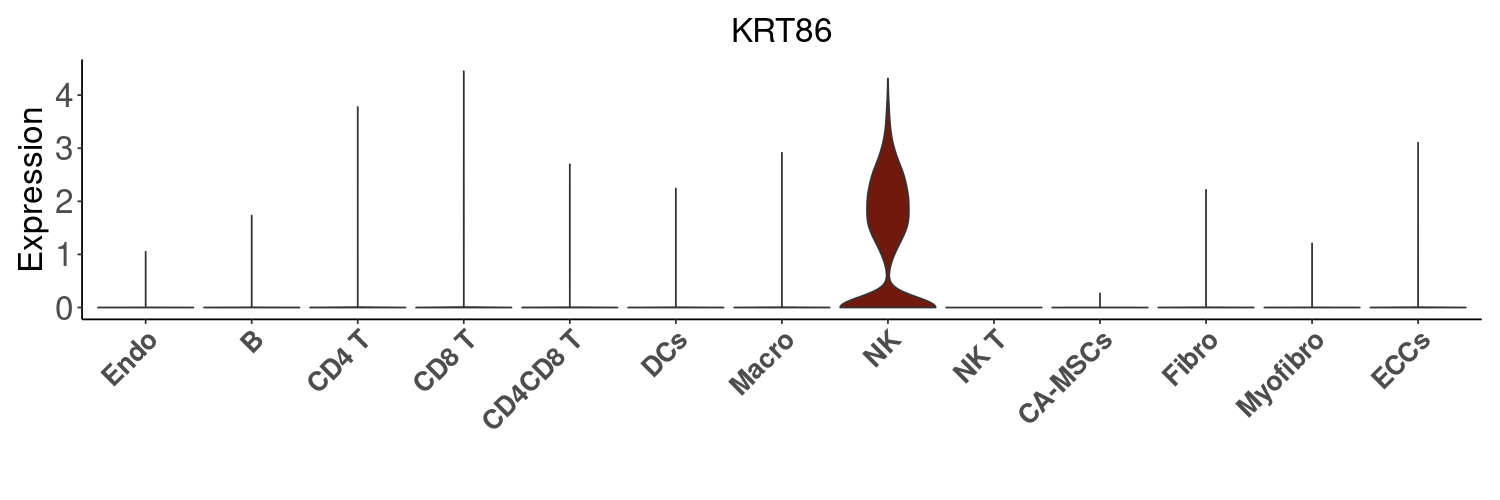 KRT86
Expression
4
3
2
1
0
Endo
B
CD4 T
CD8 T
CD4CD8 T
DCs
Macro
NK
NK T
CA-MSCs
Fibro
Myofibro
ECCs